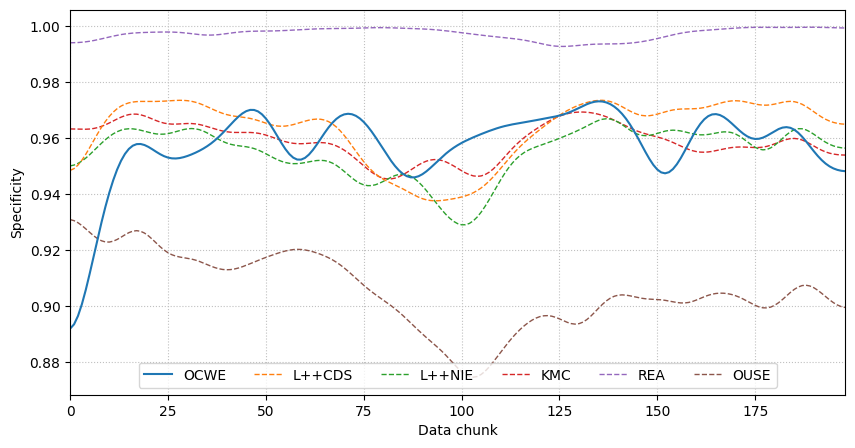 1.00
0.98
0.96
0.94
0.92
0.90
0.88
Specificity
OCWE L++CDS L++NIE KMC REA OUSE
0 25 50 75 100 125 150 175
Data chunk